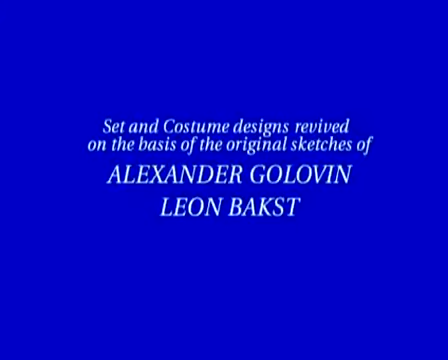 Set and Costume designs revived
on the basis of the original sketches of
ALEXANDER GOLOVIN
LEON BAKST